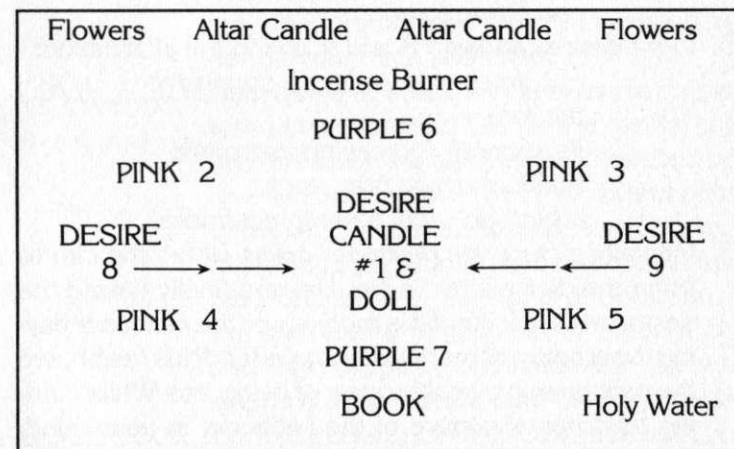 Flowers Altar Candle Altar Candle Flowers
Incense Burner
PURPLE 6
PINK 2 PINK 3
DESIRE
DESIRE CANDLE DESIRE
8 #1 & 9
DOLL
PINK 4 PINK 5
PURPLE 7
BOOK Holy Water